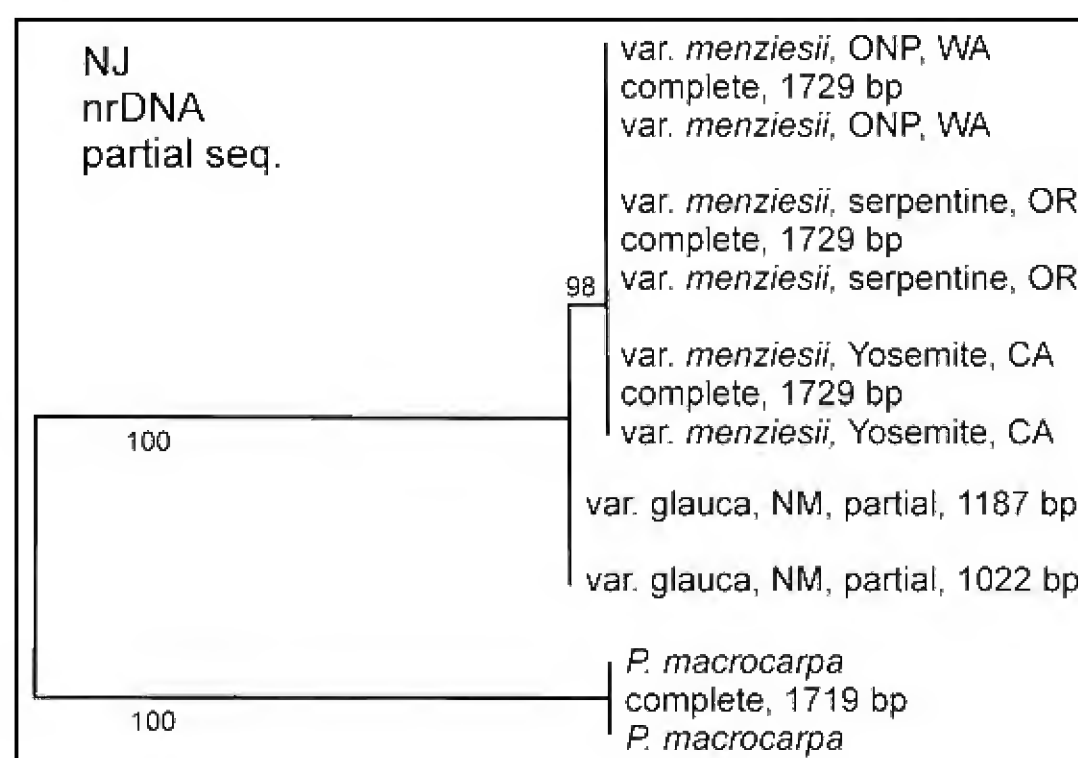 NJ
nrDNA
partial seq.
var. menziesii, ONP, WA
complete, 1729 bp
var. menziesii, ONP, WA
var. menziesii, serpentine, OR
complete, 1729 bp
var. menziesii, serpentine, OR
98
var. menziesii, Yosemite, CA
complete, 1729 bp
var. menziesii, Yosemite, CA
100
var. glauca, NM, partial, 1187 bp
var. glauca, NM, partial, 1022 bp
P. macrocarpa
complete, 1719 bp
100
P. macrocarpa